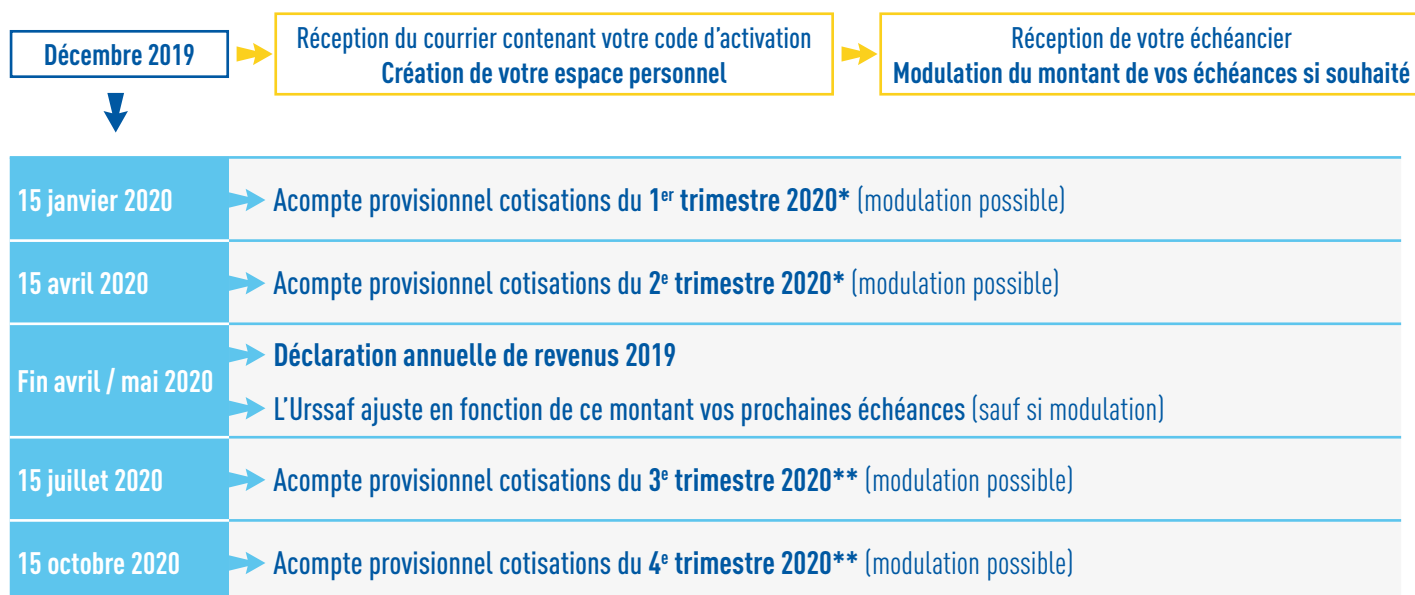 Décembre 2019
Réception du courrier contenant votre code d’activation
Création de votre espace personnel
Réception de votre échéancier
Modulation du montant de vos échéances si souhaité
15 janvier 2020
Acompte provisionnel cotisations du 1er trimestre 2020* (modulation possible)
15 avril 2020
Acompte provisionnel cotisations du 2e trimestre 2020* (modulation possible)
Fin avril / mai 2020
Déclaration annuelle de revenus 2019
L’Urssaf ajuste en fonction de ce montant vos prochaines échéances (sauf si modulation)
15 juillet 2020
Acompte provisionnel cotisations du 3e trimestre 2020** (modulation possible)
15 octobre 2020
Acompte provisionnel cotisations du 4e trimestre 2020** (modulation possible)